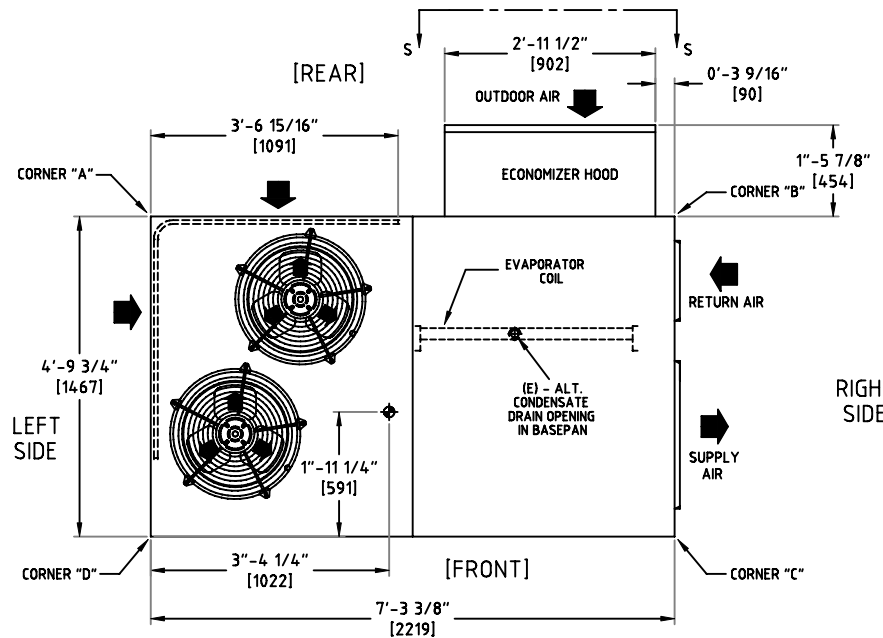 S
S
2'-11 1/2"
[902]
0'-3 9/16"
[90]
[REAR]
OUTDOOR AIR
3'-6 15/16"
[1091]
1"-5 7/8"
[454]
CORNER "A"
ECONOMIZER HOOD
CORNER "B"
EVAPORATOR
COIL
RETURN AIR
4'-9 3/4"
[1467]
(E) - ALT.
CONDENSATE
DRAIN OPENING
IN BASEPAN
RIGH
SIDE
LEFT
SIDE
1"-11 1/4"
[591]
SUPPLY
AIR
CORNER "D"
3"-4 1/4"
[1022]
[FRONT]
CORNER "C"
7'-3 3/8"
[2219]